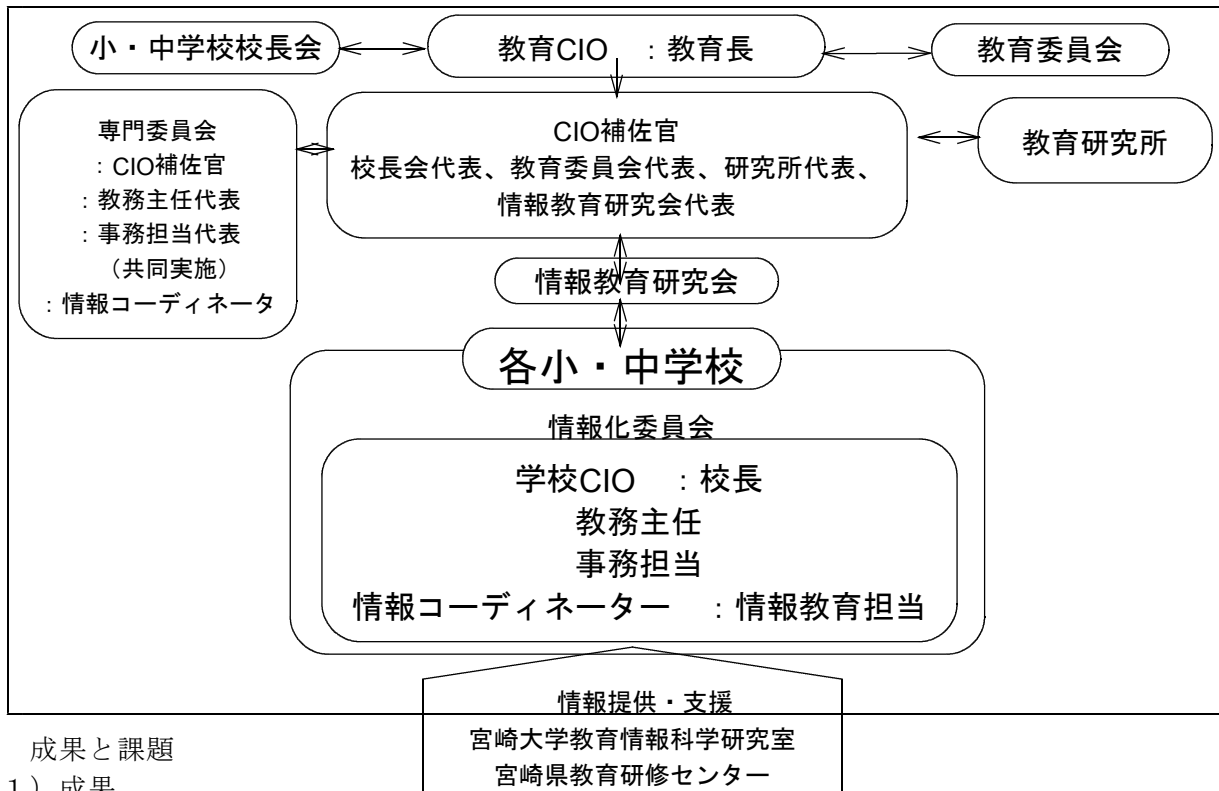 小・中学校校長会
教育CIO :教育長
教育委員会
専門委員会
:CIO補佐官
:教務主任代表
:事務担当代表
(共同実施)
:情報コーディネータ
CIO補佐官
校長会代表、教育委員会代表、研究所代表、
情報教育研究会代表
教育研究所
情報教育研究会
各小・中学校
情報化委員会
学校CIO :校長
教務主任
事務担当
情報コーディネーター :情報教育担当
情報提供・支援
宮崎大学教育情報科学研究室
宮崎県教育研修センター
成果と課題
1)成果